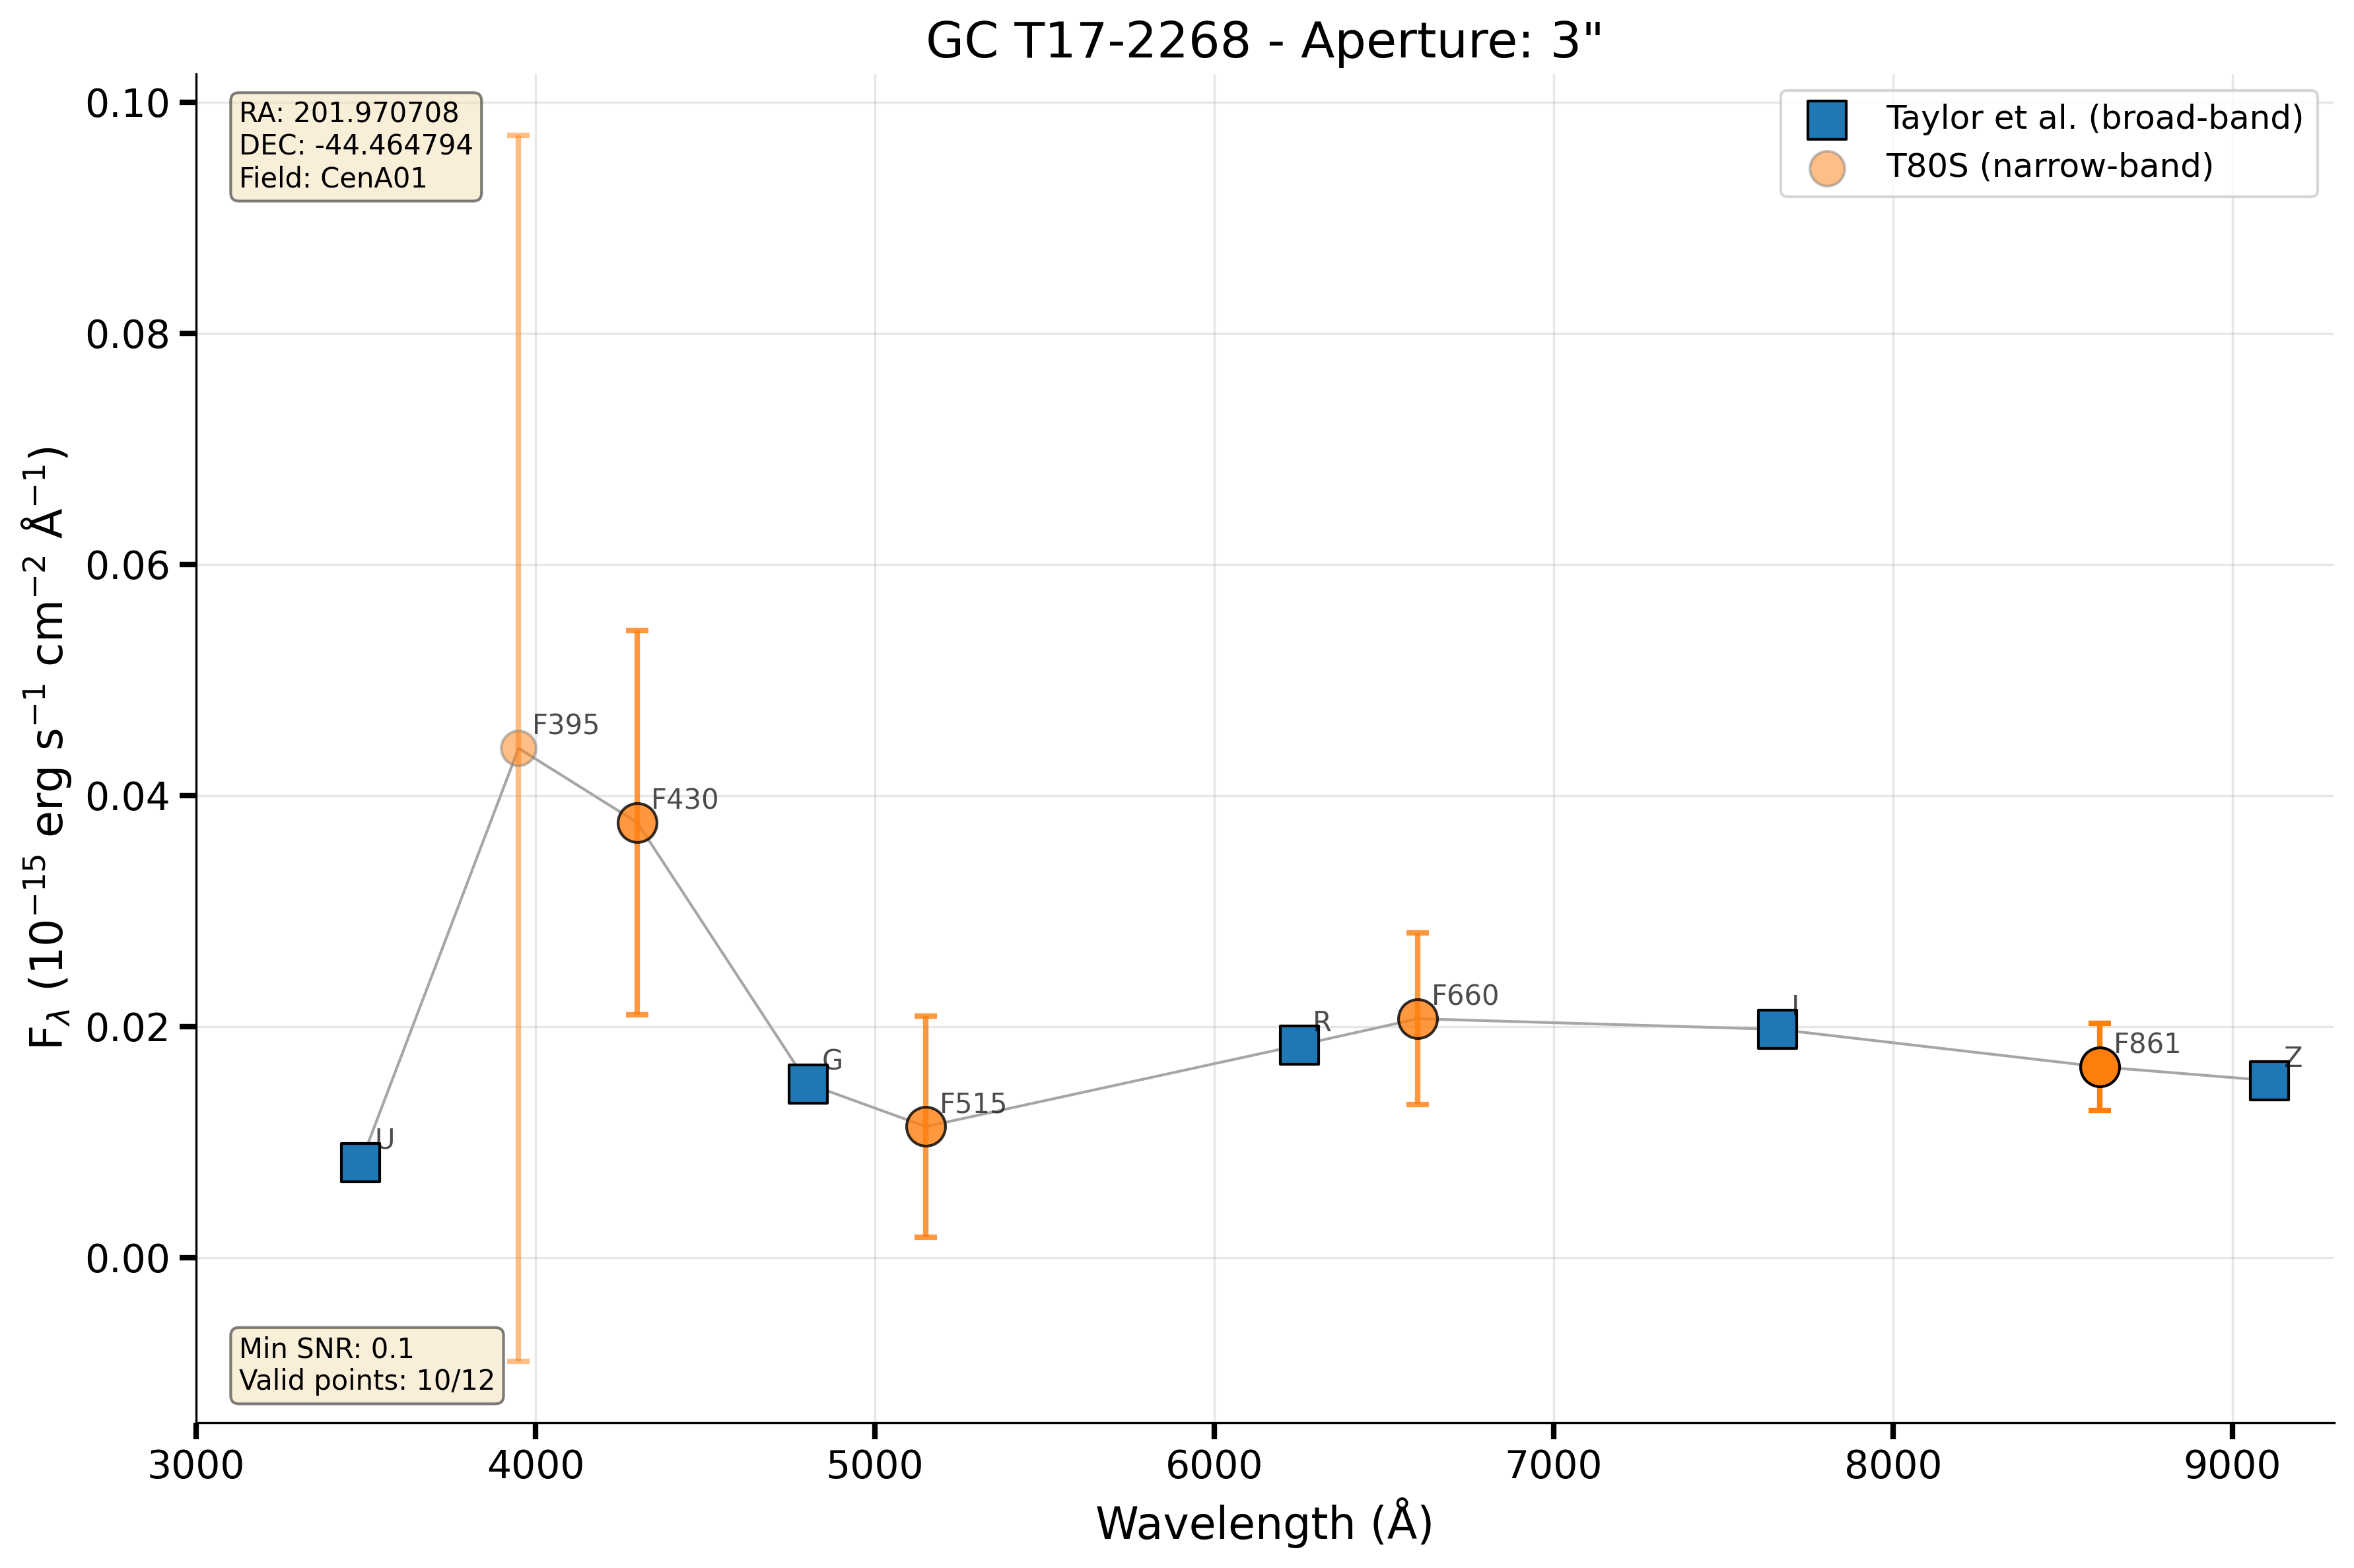 GC T17-2268 - Aperture: 3"
RA: 201.970708
DEC: -44.464794
Field: CenA01
Taylor et al. (broad-band)
T80S (narrow-band)
F$_{λ}$ (10$^{−15}$ erg s$^{−1}$ cm$^{−2}$ Å$^{−1}$)
0.10
0.08
0.06
0.04
0.02
0.00
U
F395
F430
G
F515
R
F660
I
F861
Z
Min SNR: 0.1
Valid points: 10/12
3000 4000 5000 6000 7000 8000 9000
Wavelength (Å)